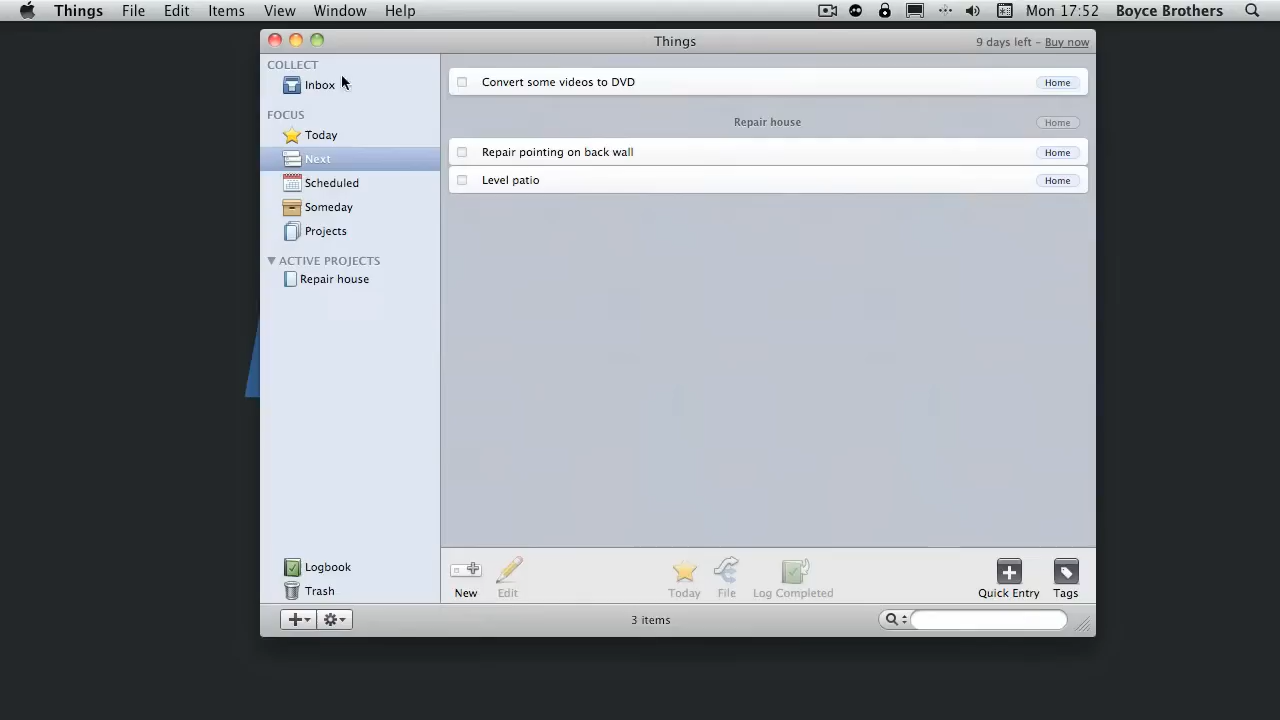 Things File Edit Items View Window Help Mon 17:52 Boyce Brothers
Things
9 days left – Buy now
COLLECT
Inbox
FOCUS
Today
Next
Scheduled
Someday
Projects
ACTIVE PROJECTS
Repair house
Logbook
Trash
Convert some videos to DVD Home
Repair house Home
Repair pointing on back wall Home
Level patio Home
New Edit Today File Log Completed Quick Entry Tags
3 items